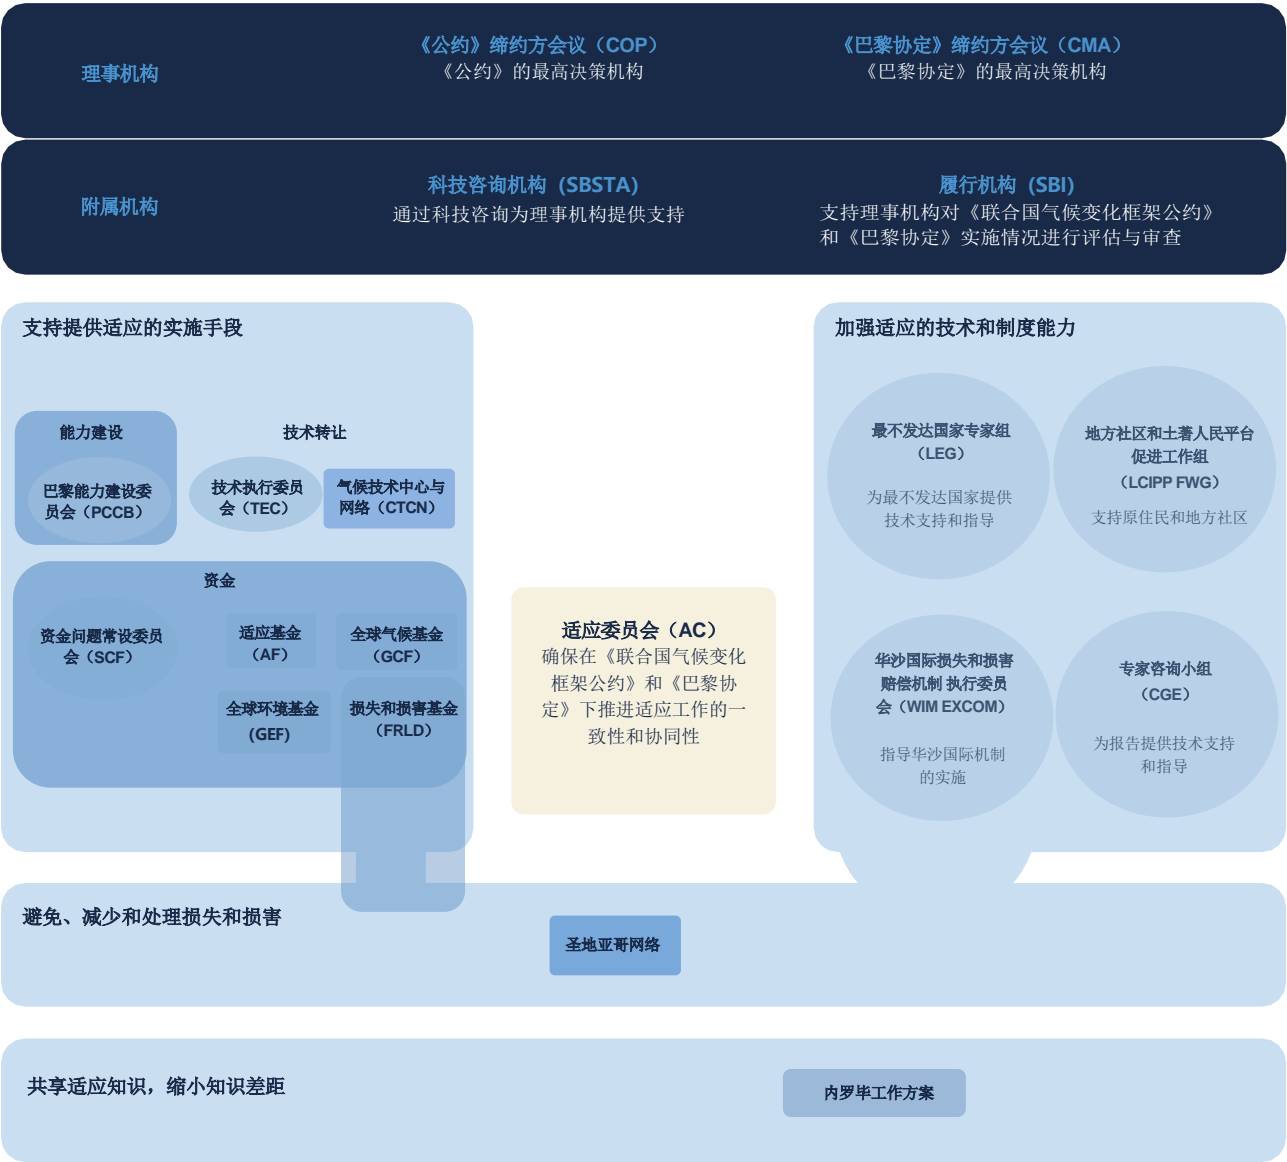 理事机构
《公约》缔约方会议（COP）
《公约》的最高决策机构
《巴黎协定》缔约方会议（CMA）
《巴黎协定》的最高决策机构
附属机构
科技咨询机构（SBSTA）
通过科技咨询为理事机构提供支持
履行机构（SBI）
支持理事机构对《联合国气候变化框架公约》
和《巴黎协定》实施情况进行评估与审查
支持提供适应的实施手段
能力建设
巴黎能力建设委
员会（PCCB）
技术转让
技术执行委员
会（TEC）
气候技术中心与
网络（CTCN）
资金
资金问题常设委员
会（SCF）
适应基金
（AF）
全球气候基金
（GCF）
全球环境基金
(GEF)
损失和损害基金
（FRLD）
适应委员会（AC）
确保在《联合国气候变化
框架公约》和《巴黎协
定》下推进适应工作的一
致性和协同性
加强适应的技术和制度能力
最不发达国家专家组
（LEG）
为最不发达国家提供
技术支持和指导
地方社区和土著人民平台
促进工作组
（LCIPP FWG）
支持原住民和地方社区
华沙国际损失和损害
赔偿机制 执行委员
会（WIM EXCOM）
指导华沙国际机制
的实施
专家咨询小组
（CGE）
为报告提供技术支持
和指导
避免、减少和处理损失和损害
圣地亚哥网络
共享适应知识，缩小知识差距
内罗毕工作方案